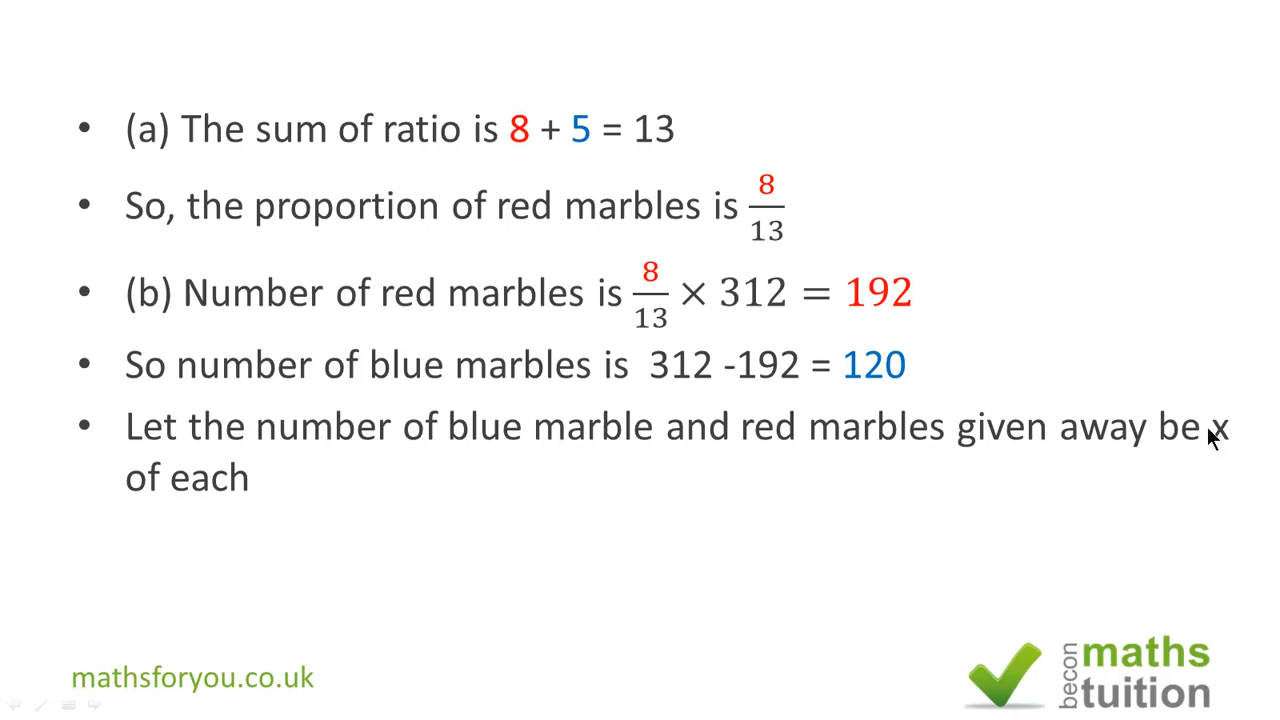 • (a) The sum of ratio is 8 + 5 = 13
• So, the proportion of red marbles is 8/13
• (b) Number of red marbles is 8/13 × 312 = 192
• So number of blue marbles is 312 -192 = 120
• Let the number of blue marble and red marbles given away be x
of each
mathsforyou.co.uk
becon maths tuition